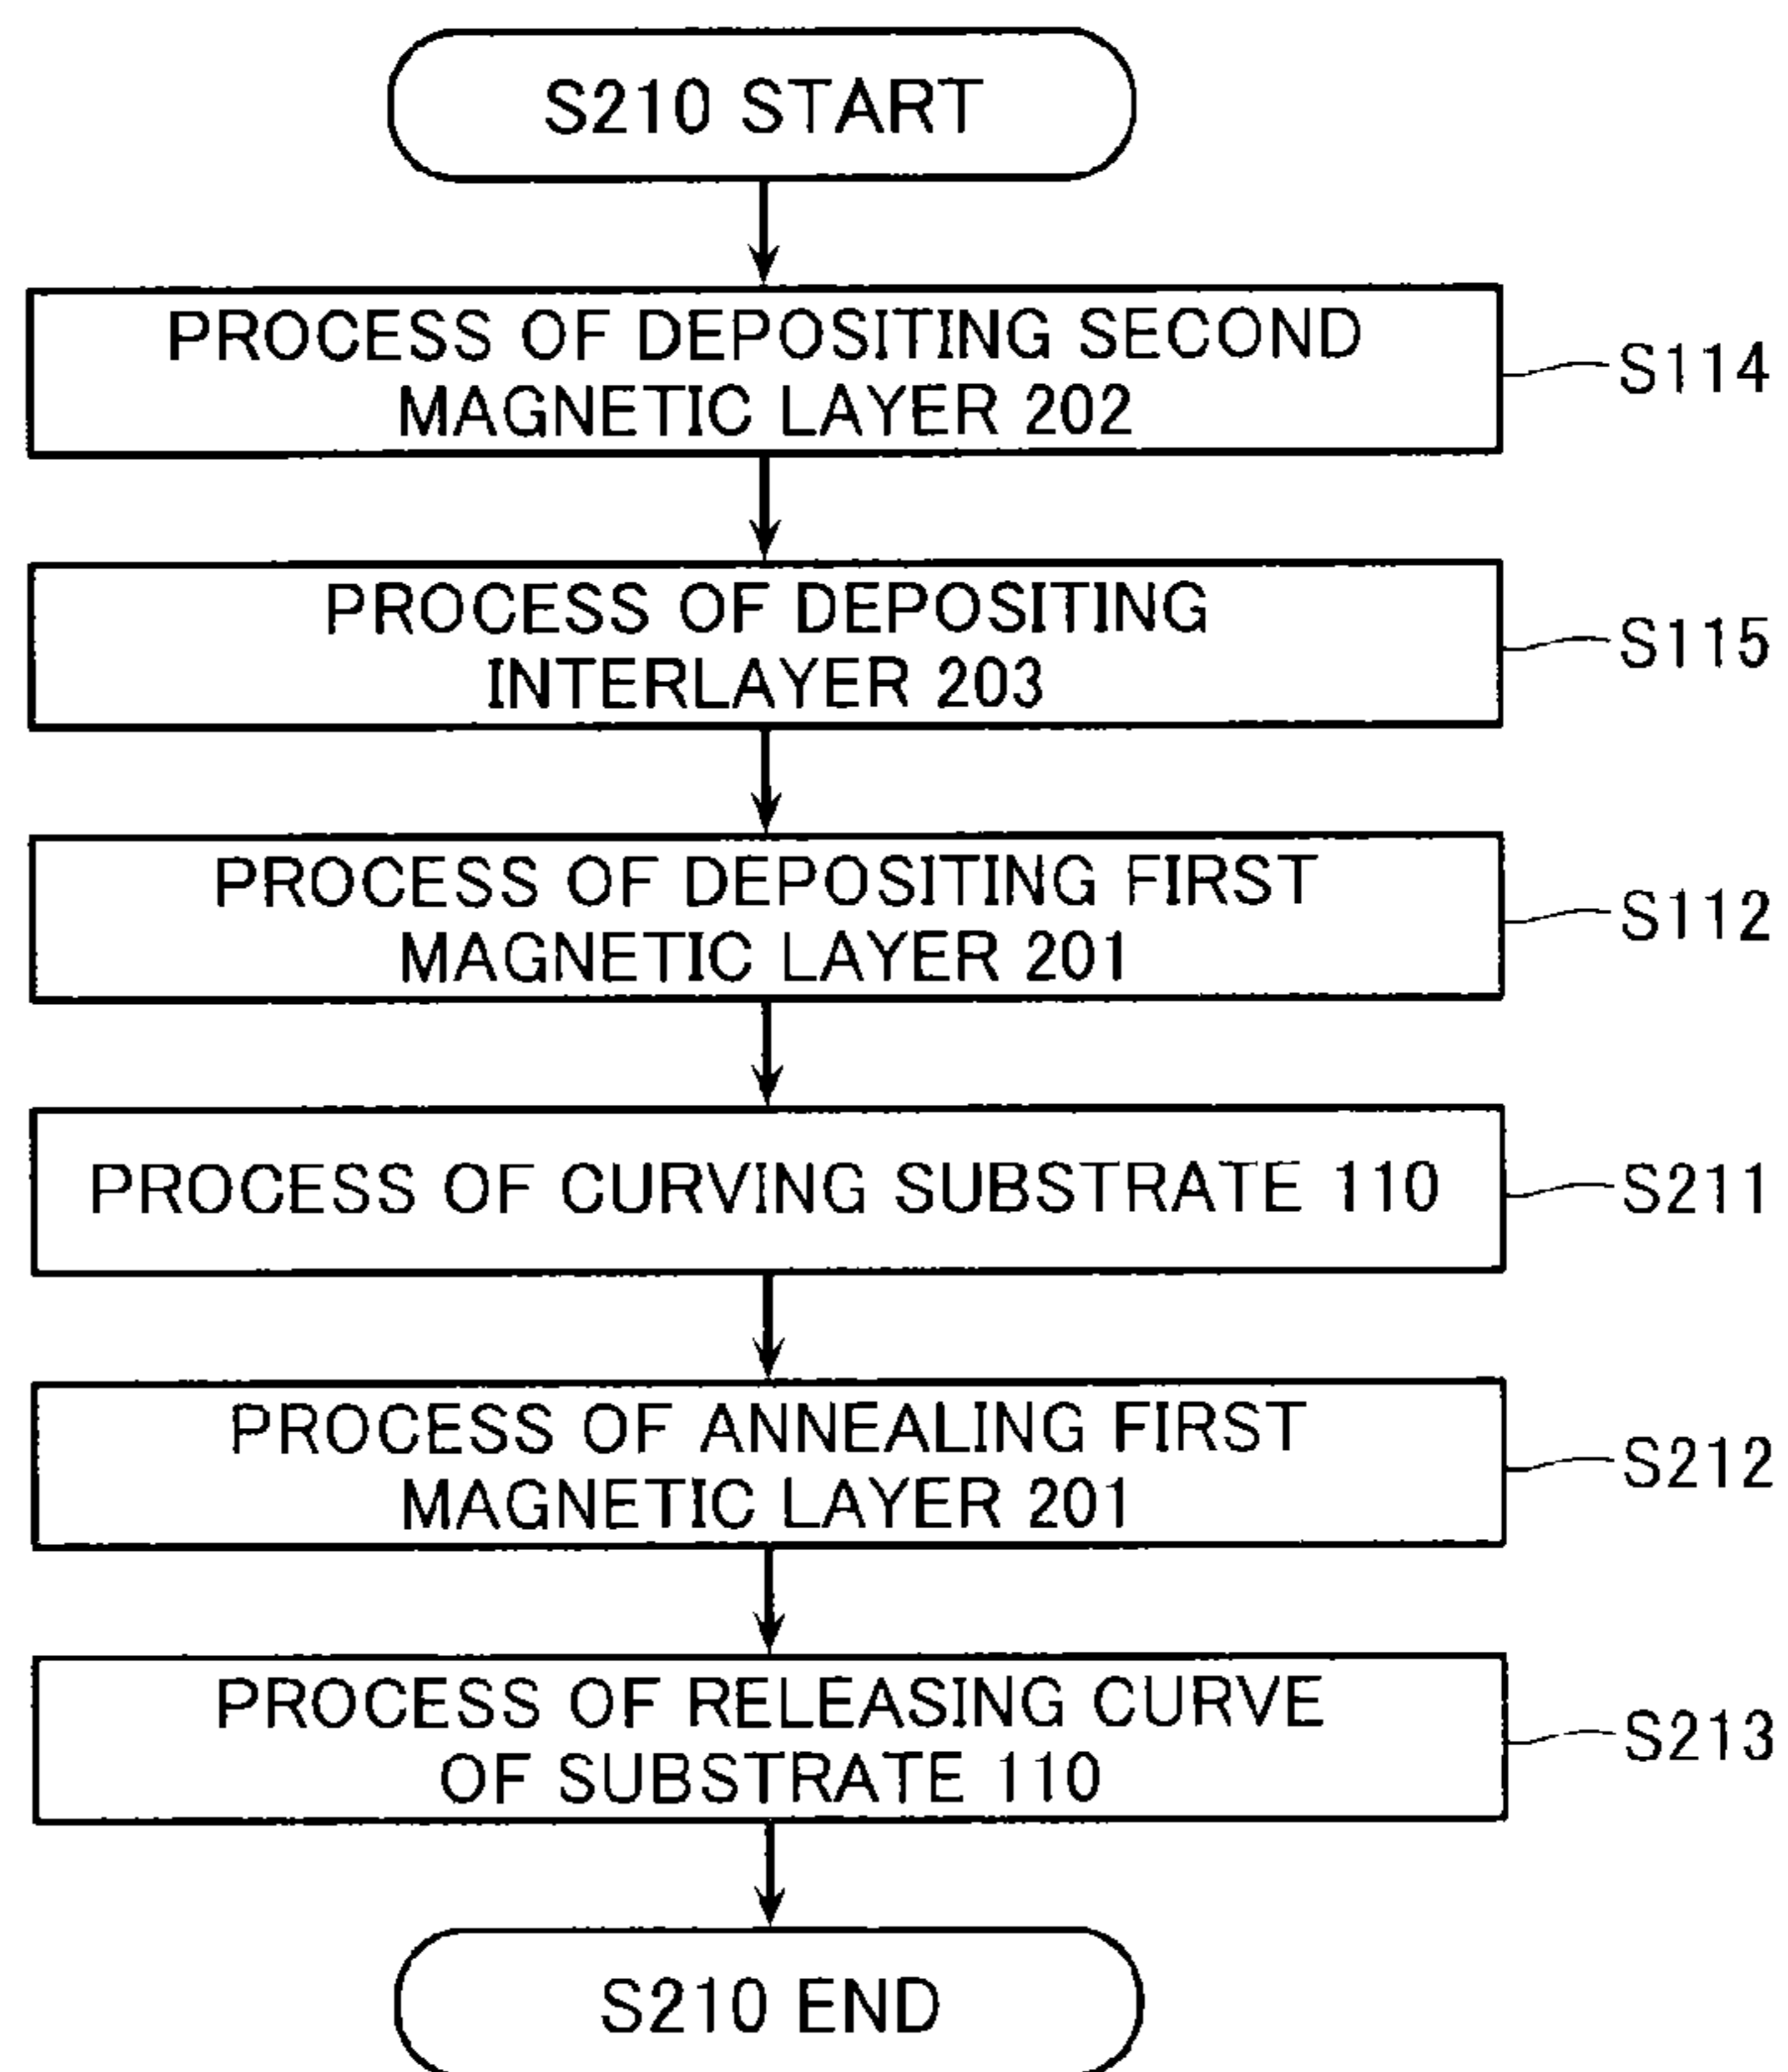 S210 START
PROCESS OF DEPOSITING SECOND
MAGNETIC LAYER 202
S114
PROCESS OF DEPOSITING
INTERLAYER 203
S115
PROCESS OF DEPOSITING FIRST
MAGNETIC LAYER 201
S112
PROCESS OF CURVING SUBSTRATE 110
S211
PROCESS OF ANNEALING FIRST
MAGNETIC LAYER 201
S212
PROCESS OF RELEASING CURVE
OF SUBSTRATE 110
S213
S210 END